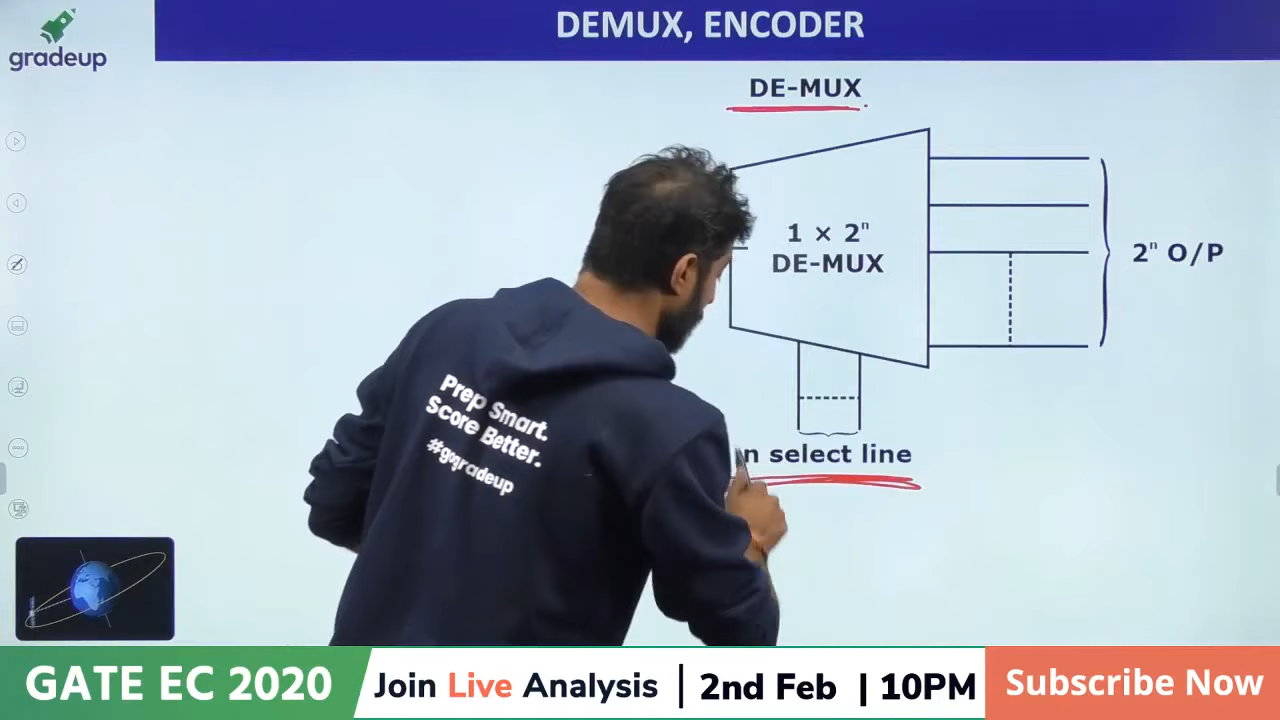 gradeup
DEMUX, ENCODER
DE-MUX
1 × 2ⁿ
DE-MUX
2ⁿ O/P
n select line
Prep Smart.
Score Better.
#gogradeup
GATE EC 2020
Join Live Analysis | 2nd Feb | 10PM
Subscribe Now